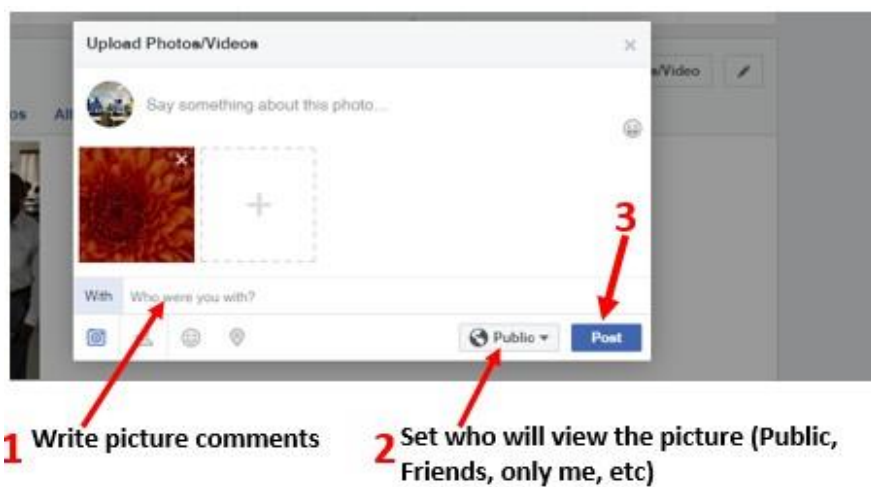 Upload Photos/Videos
s/Video
os
Say something about this photo...
3
With Who were you with?
Public
Post
1 Write picture comments
2 Set who will view the picture (Public,
Friends, only me, etc)